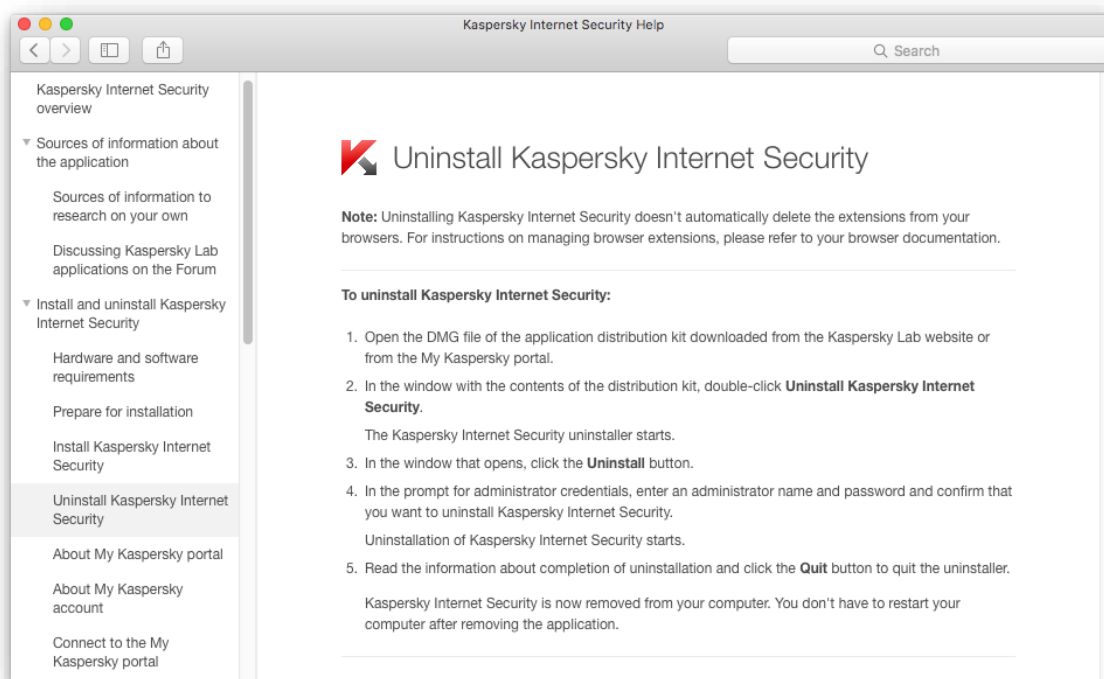 Kaspersky Internet Security Help
Search
Kaspersky Internet Security
overview
Sources of information about
the application
Sources of information to
research on your own
Discussing Kaspersky Lab
applications on the Forum
Install and uninstall Kaspersky
Internet Security
Hardware and software
requirements
Prepare for installation
Install Kaspersky Internet
Security
Uninstall Kaspersky Internet
Security
About My Kaspersky portal
About My Kaspersky
account
Connect to the My
Kaspersky portal
Uninstall Kaspersky Internet Security
Note: Uninstalling Kaspersky Internet Security doesn't automatically delete the extensions from your
browsers. For instructions on managing browser extensions, please refer to your browser documentation.
To uninstall Kaspersky Internet Security:
1. Open the DMG file of the application distribution kit downloaded from the Kaspersky Lab website or
from the My Kaspersky portal.
2. In the window with the contents of the distribution kit, double-click Uninstall Kaspersky Internet
Security.
The Kaspersky Internet Security uninstaller starts.
3. In the window that opens, click the Uninstall button.
4. In the prompt for administrator credentials, enter an administrator name and password and confirm that
you want to uninstall Kaspersky Internet Security.
Uninstallation of Kaspersky Internet Security starts.
5. Read the information about completion of uninstallation and click the Quit button to quit the uninstaller.
Kaspersky Internet Security is now removed from your computer. You don't have to restart your
computer after removing the application.